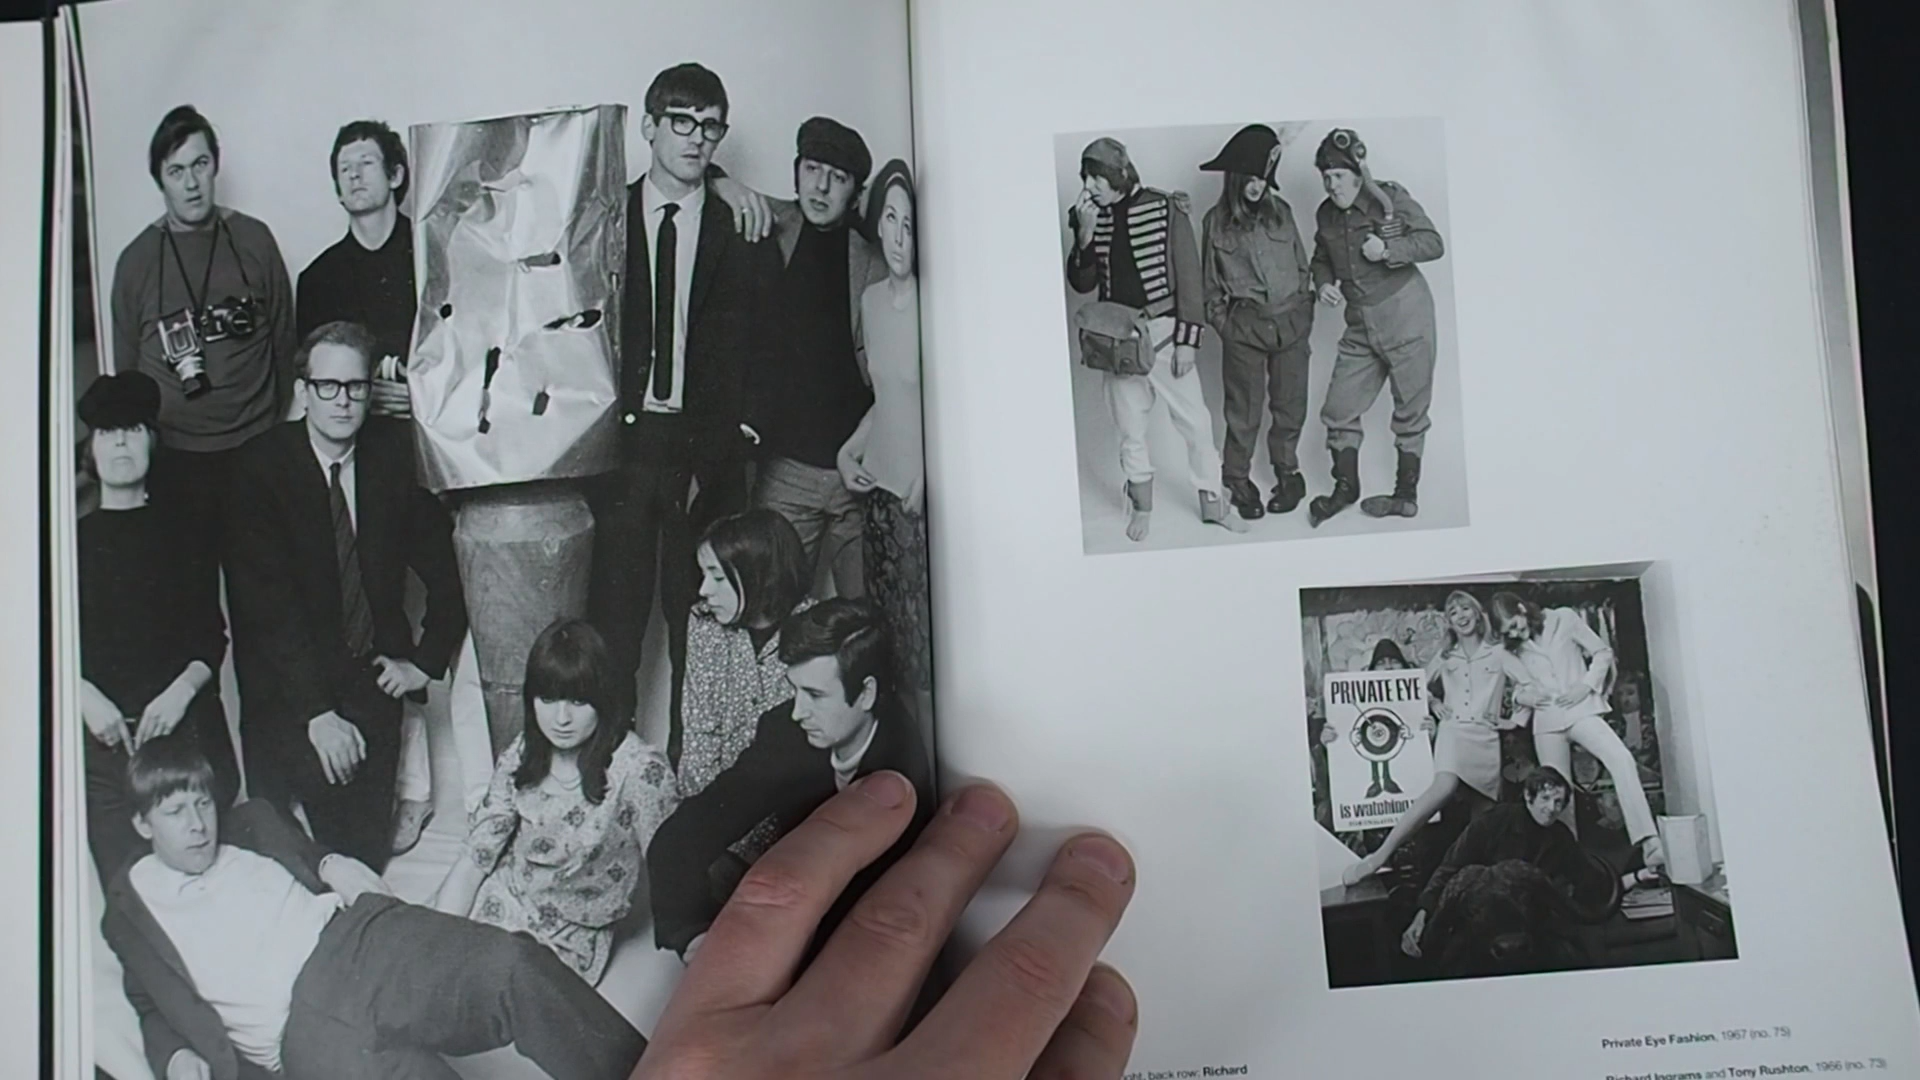 PRIVATE EYE
is watching
Private Eye Fashion, 1967 (no. 75)
Richard Ingrams and Tony Rushton, 1966 (no. 73)
back row: Richard